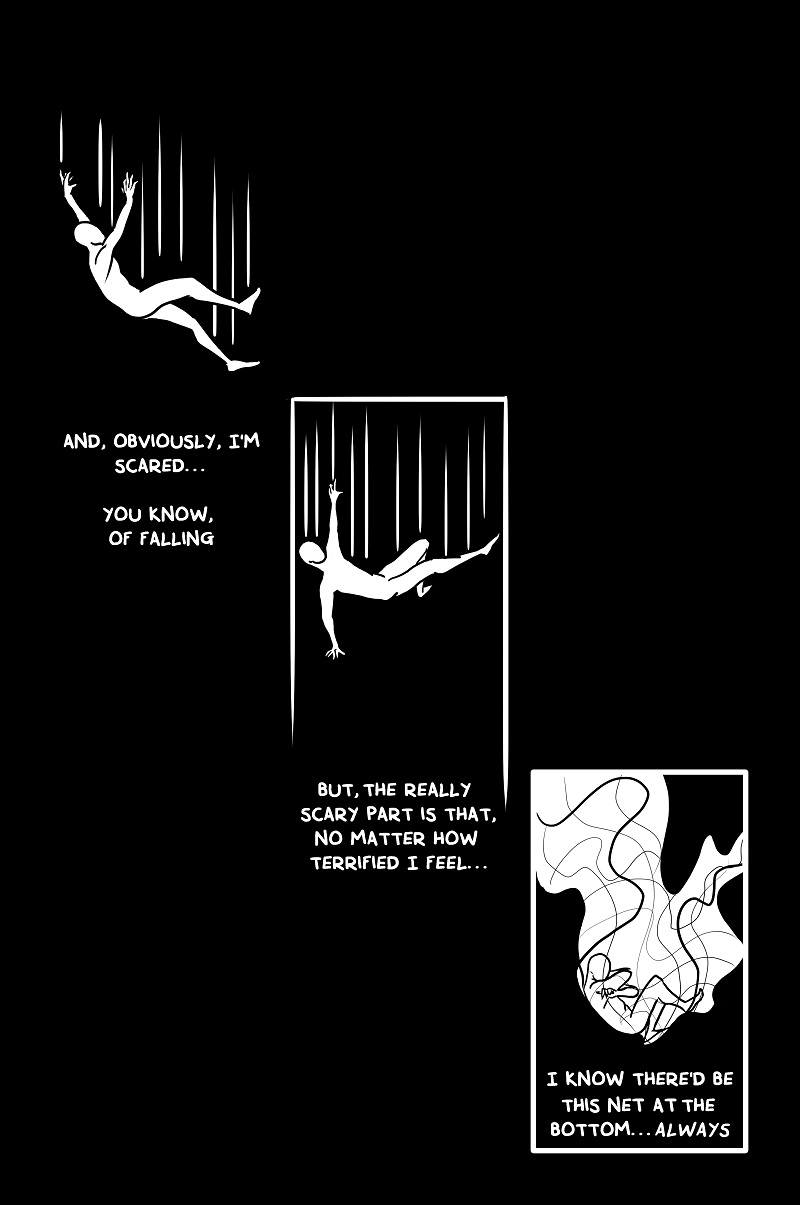 AND, OBVIOUSLY, I'M
SCARED...
YOU KNOW,
OF FALLING
BUT, THE REALLY
SCARY PART IS THAT,
NO MATTER HOW
TERRIFIED I FEEL...
I KNOW THERE'D BE
THIS NET AT THE
BOTTOM... ALWAYS